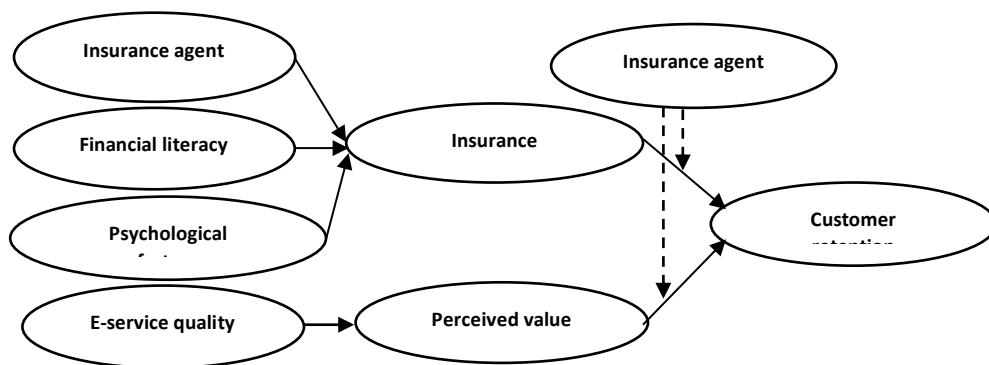 Insurance agent
Insurance agent
Financial literacy
Insurance
Psychological
Customer
E-service quality
Perceived value